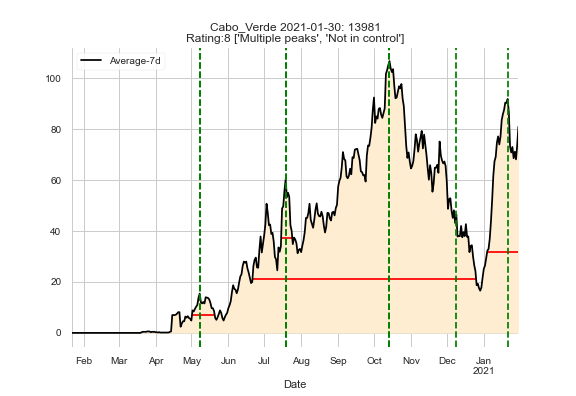 Cabo_Verde 2021-01-30: 13981
Rating:8 ['Multiple peaks', 'Not in control']
Average-7d
100
80
60
40
20
0
Feb Mar Apr May Jun Jul Aug Sep Oct Nov Dec Jan
2021
Date